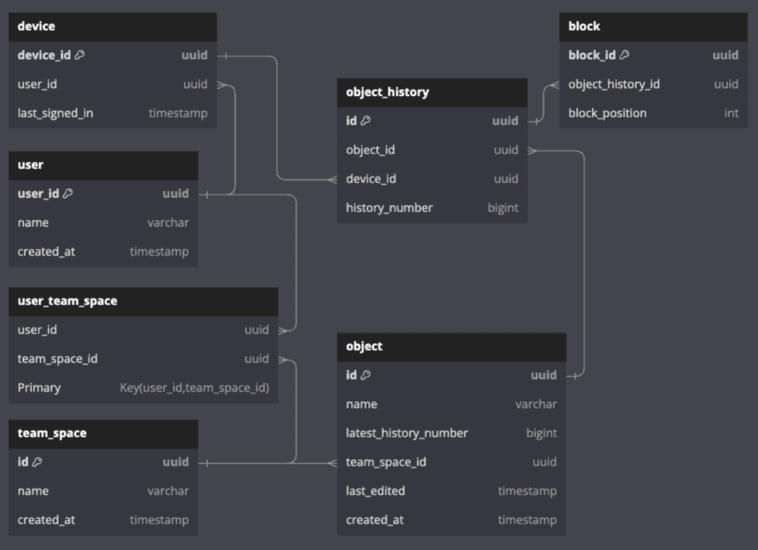 device
device_id uuid
user_id uuid
last_signed_in timestamp
user
user_id uuid
name varchar
created_at timestamp
user_team_space
user_id uuid
team_space_id uuid
Primary Key(user_id,team_space_id)
team_space
id uuid
name varchar
created_at timestamp
object_history
id uuid
object_id uuid
device_id uuid
history_number bigint
object
id uuid
name varchar
latest_history_number bigint
team_space_id uuid
last_edited timestamp
created_at timestamp
block
block_id uuid
object_history_id uuid
block_position int